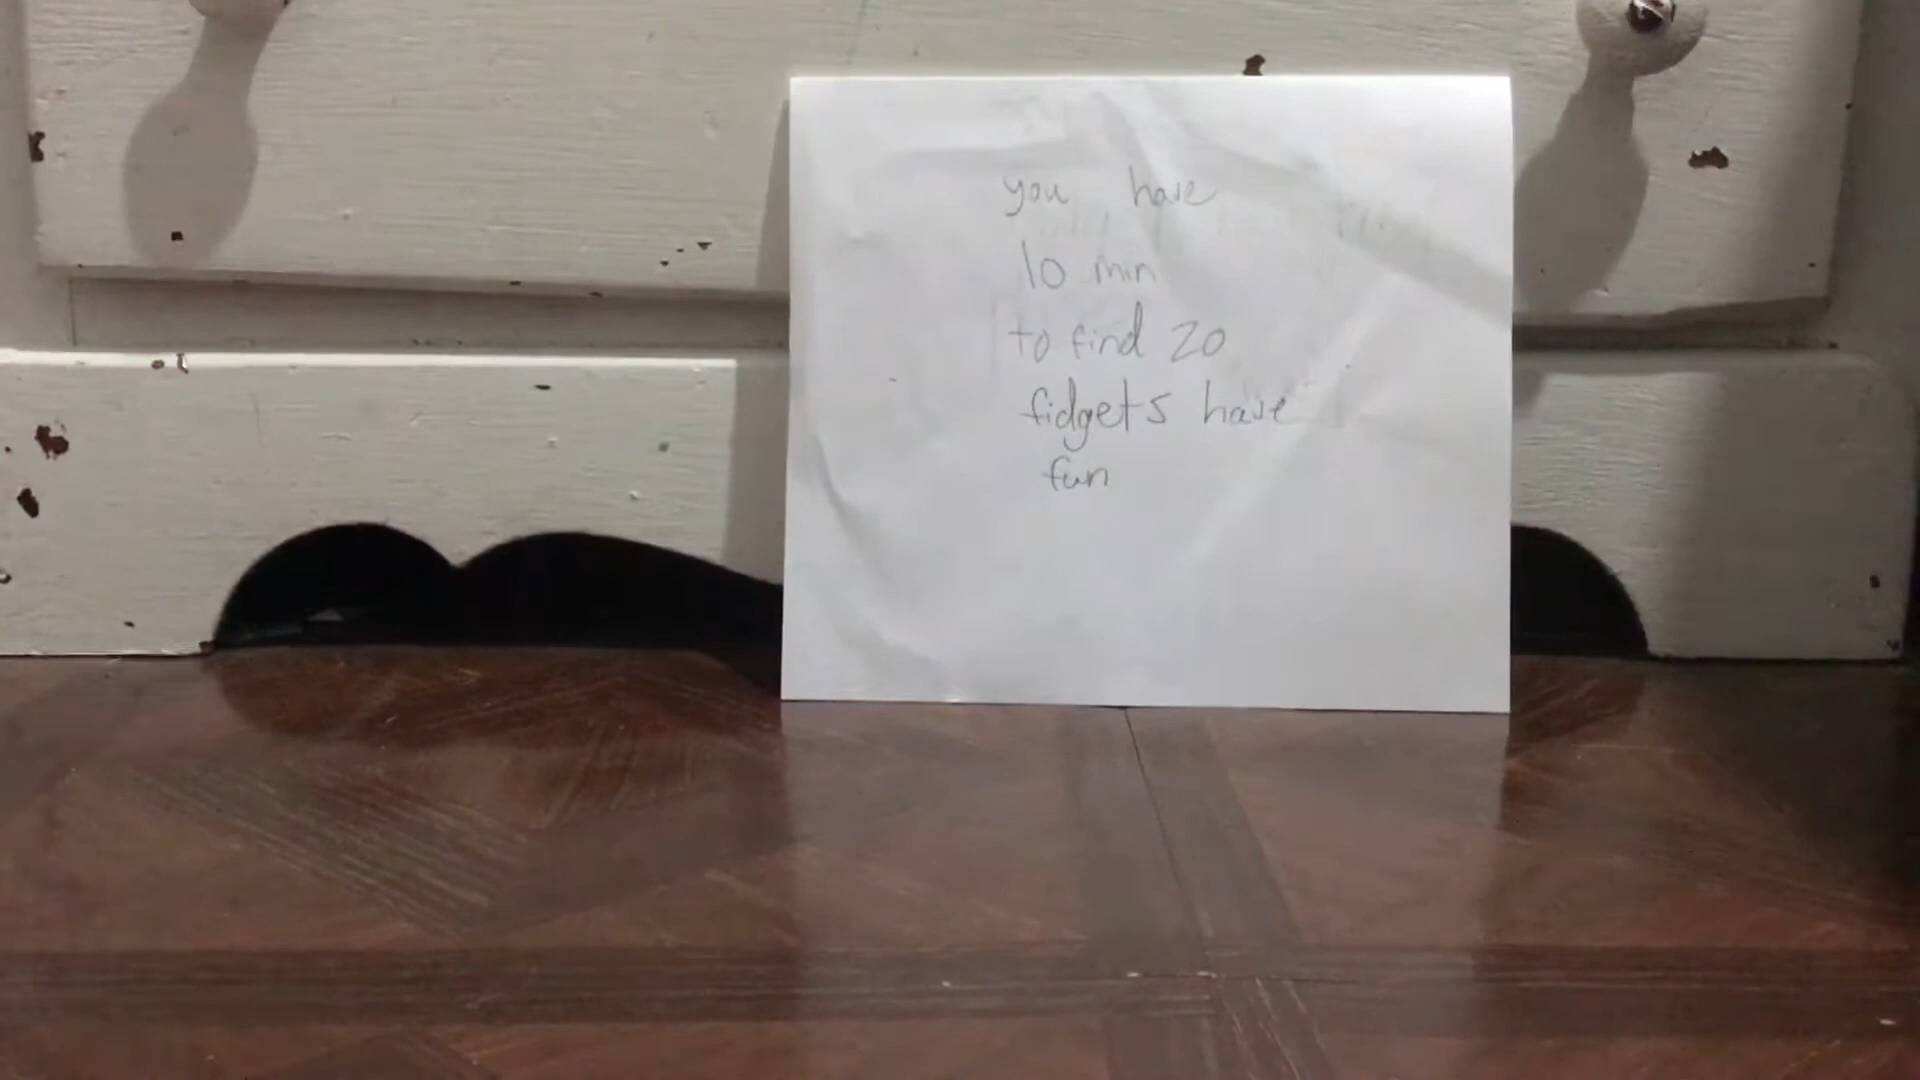 you have
10 min
to find 20
fidgets have
fun